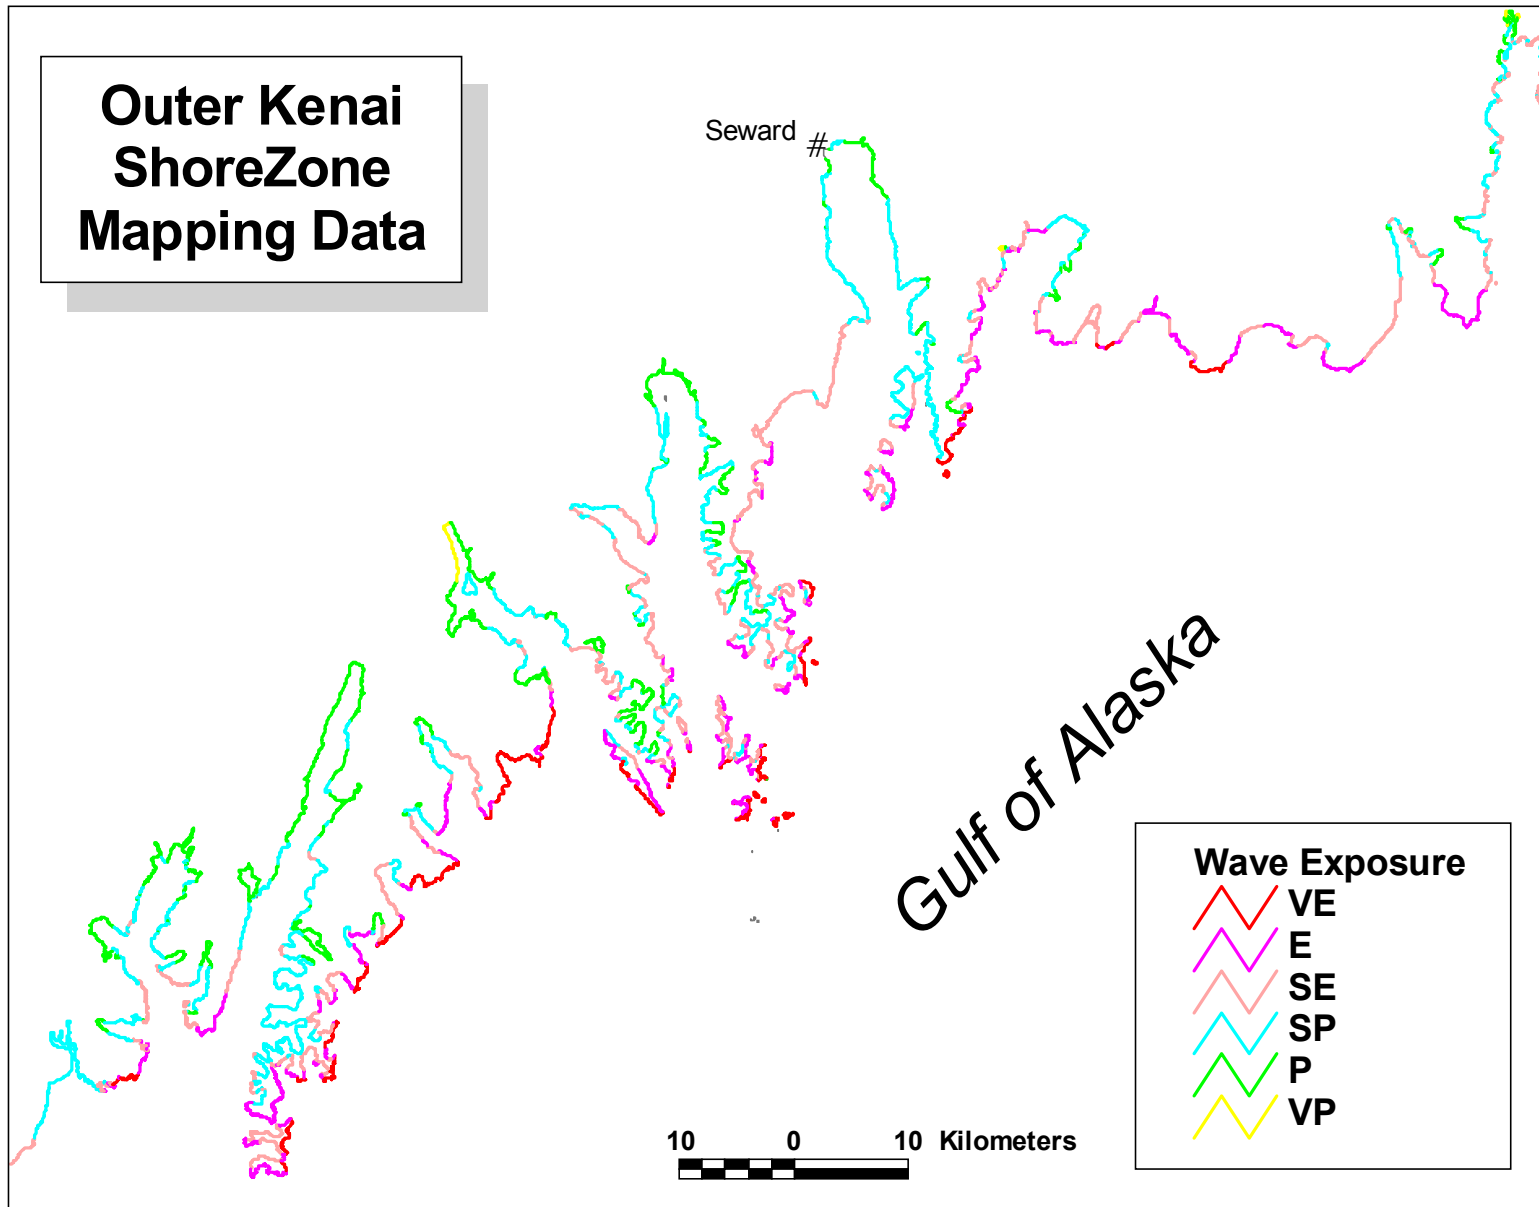 Outer Kenai
ShoreZone
Mapping Data
Seward #
Gulf of Alaska
Wave Exposure
VE
E
SE
SP
P
VP
10 0 10 Kilometers